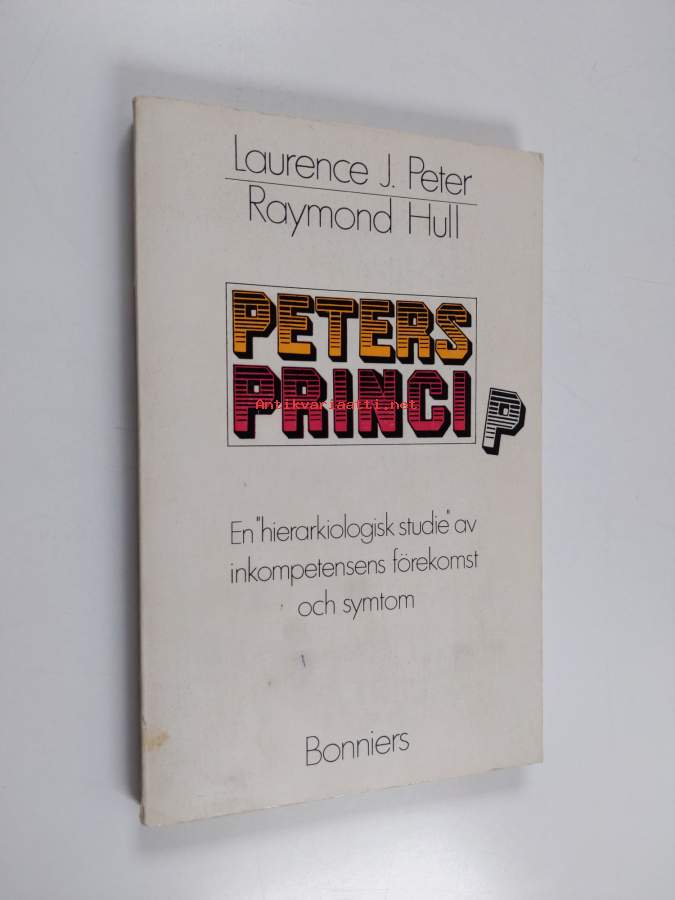 Laurence J. Peter
Raymond Hull
PETERS
PRINCIP
Antikvariaatti.net
En "hierarkiologisk studie" av
inkompetensens förekomst
och symtom
Bonniers